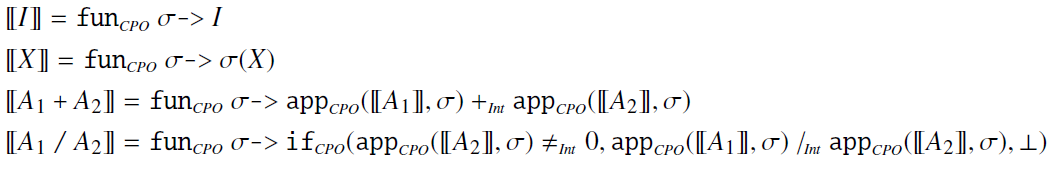 ⟦I⟧ = fun_CPO σ-> I
⟦X⟧ = fun_CPO σ-> σ(X)
⟦A₁ + A₂⟧ = fun_CPO σ-> app_CPO(⟦A₁⟧, σ) +_Int app_CPO(⟦A₂⟧, σ)
⟦A₁ / A₂⟧ = fun_CPO σ-> if_CPO(app_CPO(⟦A₂⟧, σ) ≠_Int 0, app_CPO(⟦A₁⟧, σ) /_Int app_CPO(⟦A₂⟧, σ), ⊥)